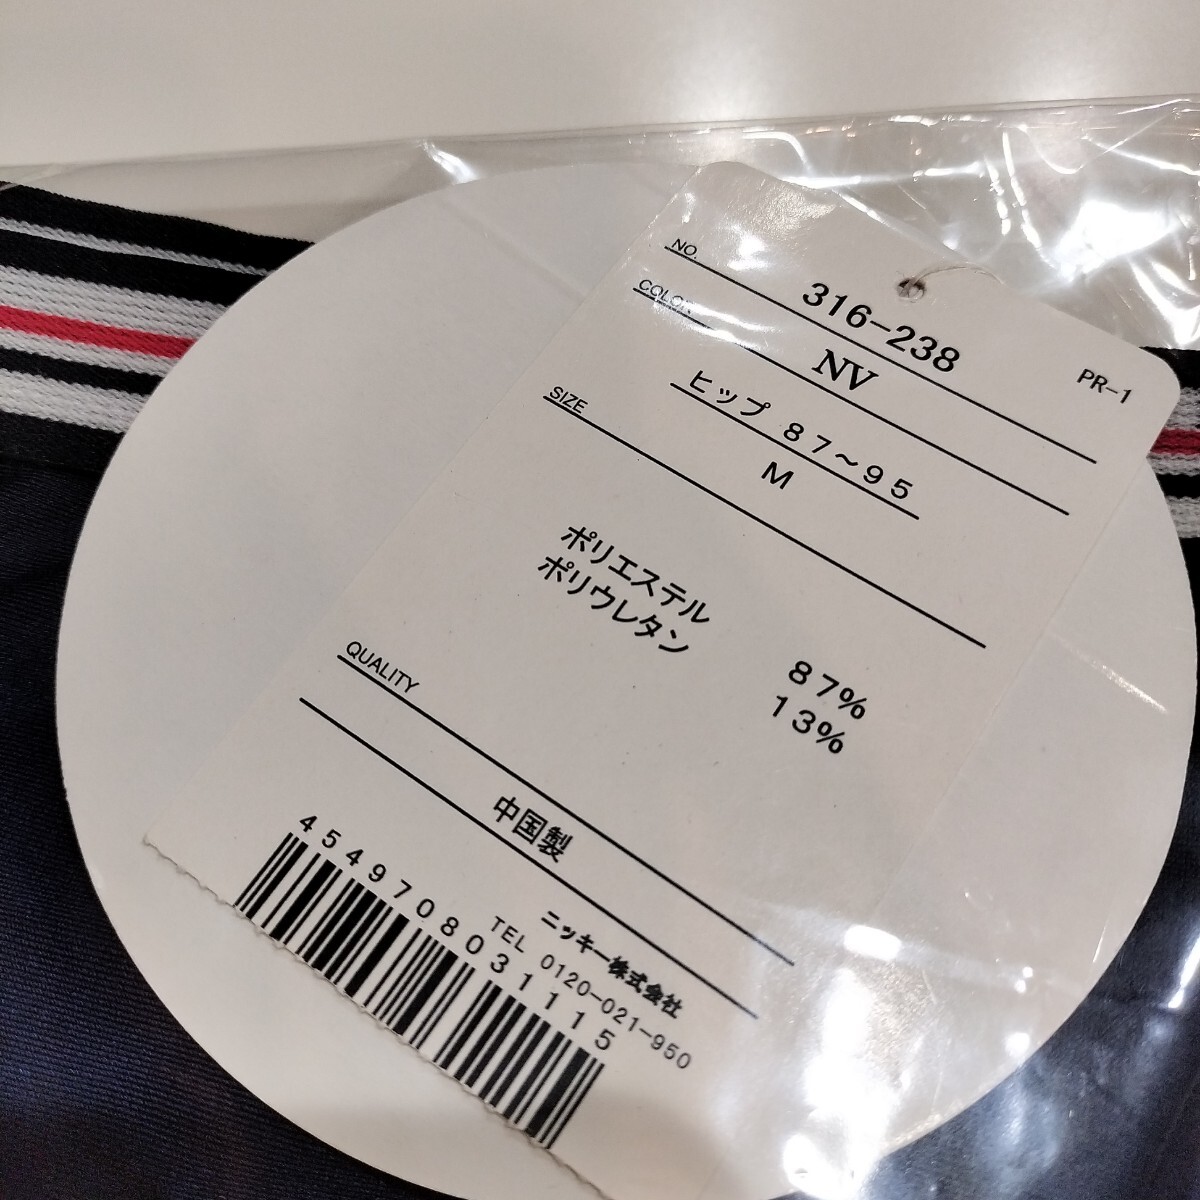 NO.
316-238
PR-1
COLOR
NV
ヒップ 87～95
SIZE
M
ポリエステル 87%
ポリウレタン 13%
QUALITY
中国製
ニッキー株式会社
TEL 0120-021-950
4549708031115